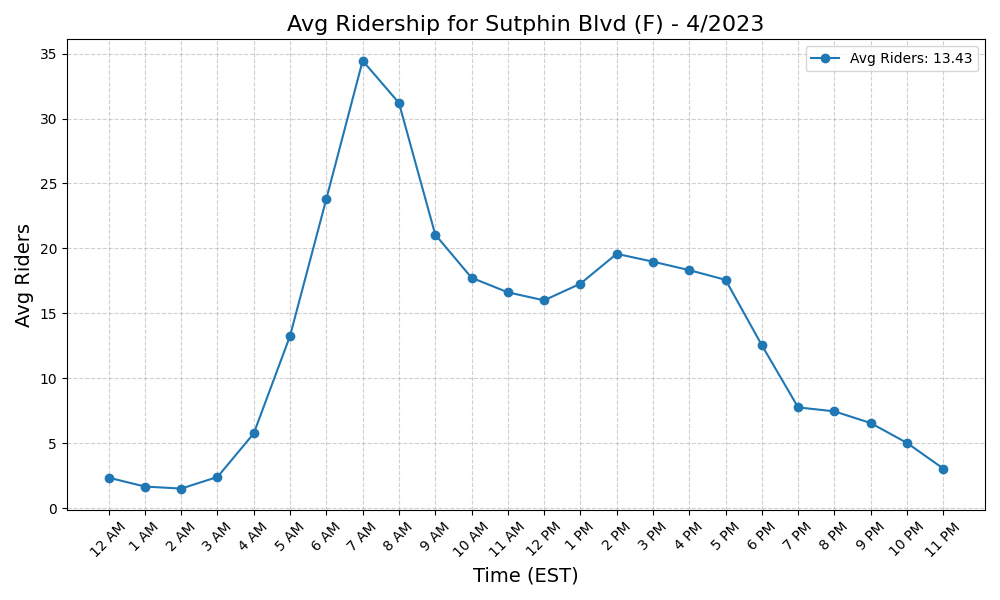 Avg Ridership for Sutphin Blvd (F) - 4/2023
Avg Riders: 13.43
Avg Riders
35
30
25
20
15
10
5
0
12 AM
1 AM
2 AM
3 AM
4 AM
5 AM
6 AM
7 AM
8 AM
9 AM
10 AM
11 AM
12 PM
1 PM
2 PM
3 PM
4 PM
5 PM
6 PM
7 PM
8 PM
9 PM
10 PM
11 PM
Time (EST)